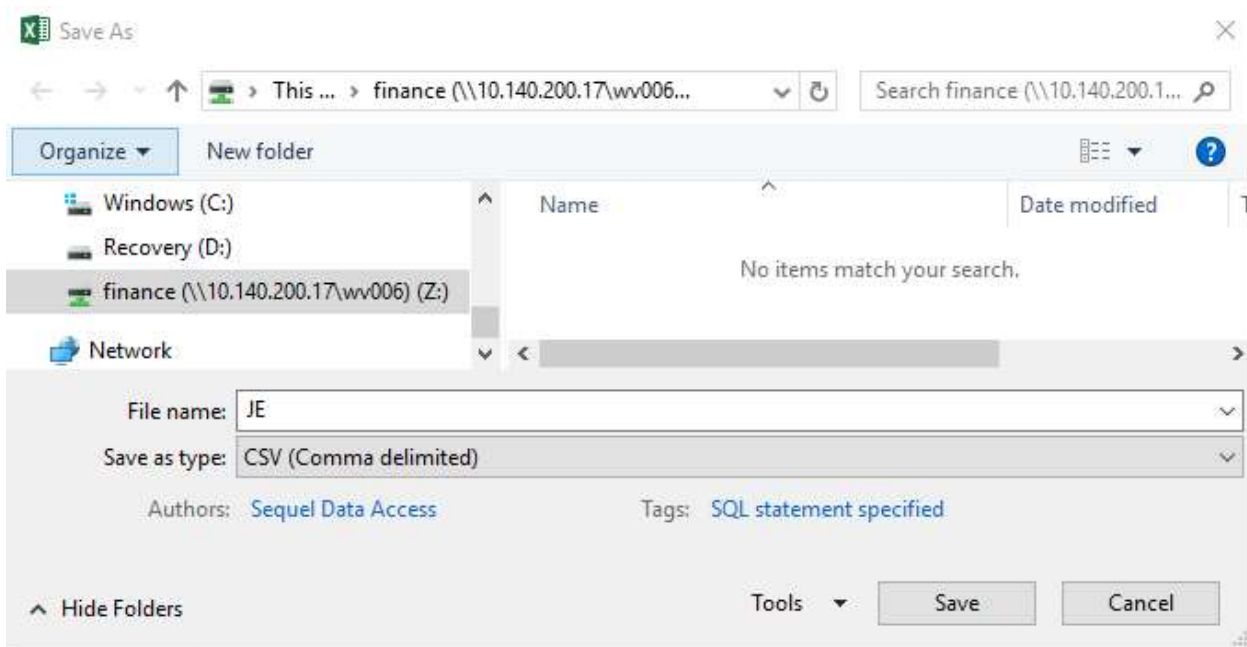 Save As
This ... › finance (\\10.140.200.17\wv006...
Search finance (\\10.140.200.1...
Organize
New folder
Windows (C:)
Recovery (D:)
finance (\\10.140.200.17\wv006) (Z:)
Network
Name
Date modified
T
No items match your search.
File name: JE
Save as type: CSV (Comma delimited)
Authors: Sequel Data Access
Tags: SQL statement specified
Hide Folders
Tools
Save
Cancel